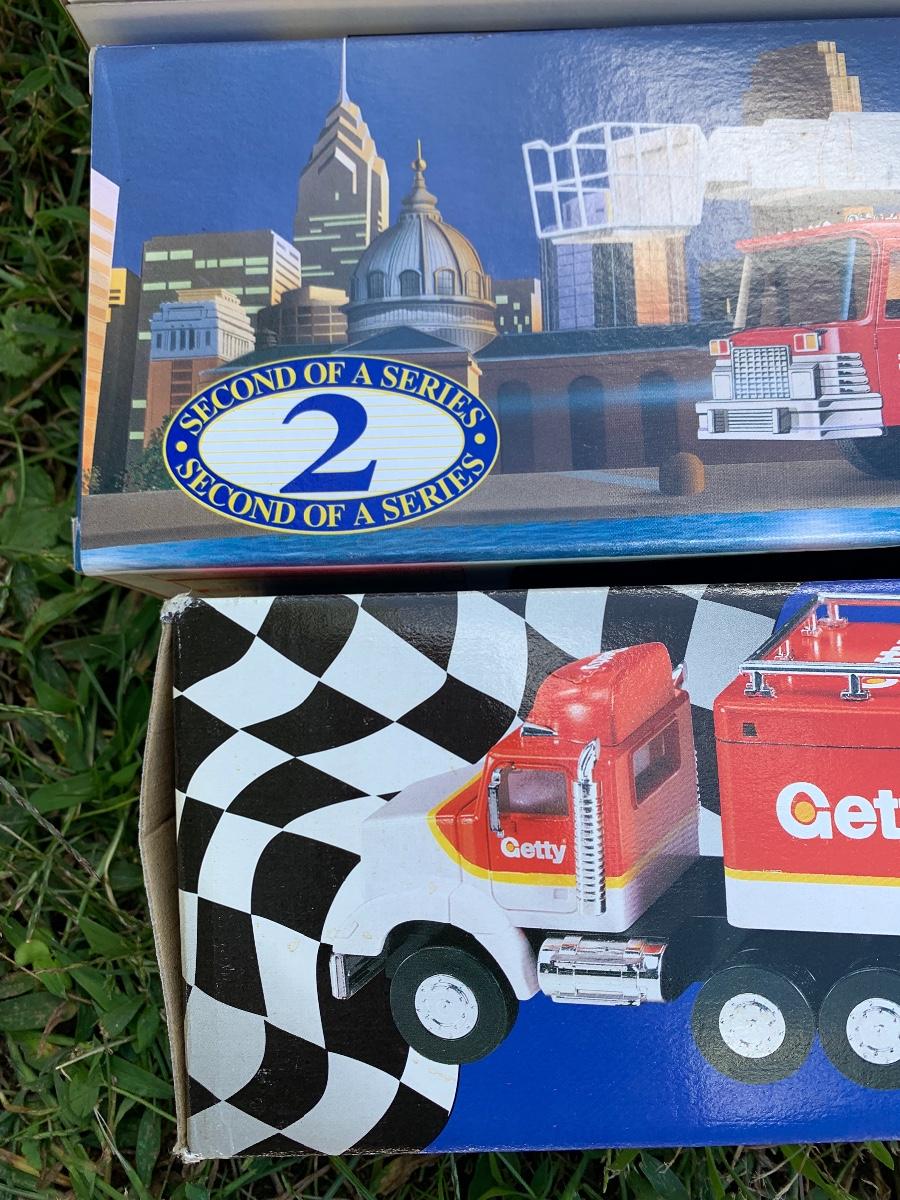 SECOND OF A SERIES
2
SECOND OF A SERIES
Getty
Gett